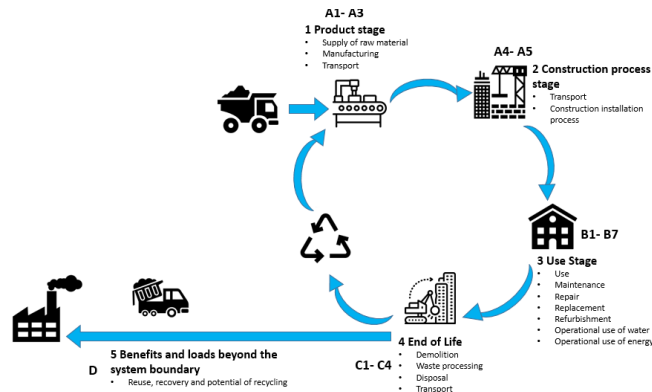 A1- A3
1 Product stage
• Supply of raw material
• Manufacturing
• Transport
A4- A5
2 Construction process
stage
• Transport
• Construction installation
process
B1- B7
3 Use Stage
• Use
• Maintenance
• Repair
• Replacement
• Refurbishment
• Operational use of water
• Operational use of energy
C1- C4
4 End of Life
• Demolition
• Waste processing
• Disposal
• Transport
D
5 Benefits and loads beyond the
system boundary
• Reuse, recovery and potential of recycling